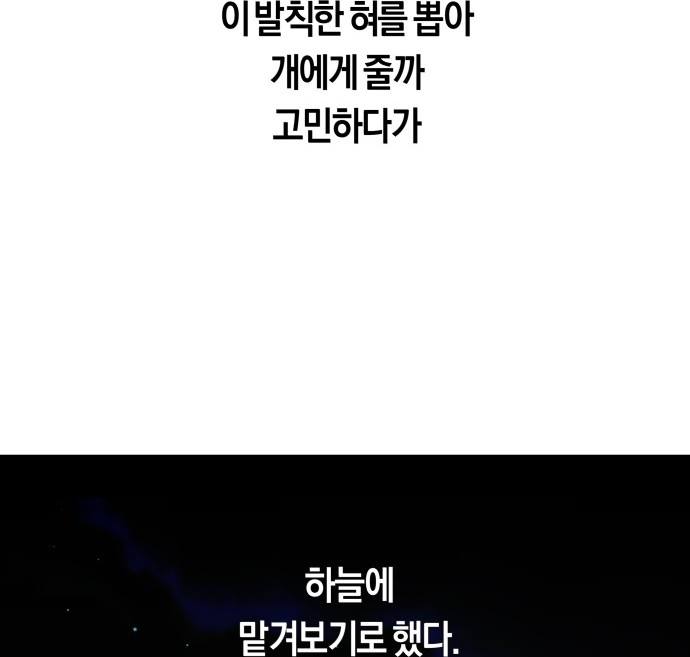 이 발칙한 혀를 뽑아
개에게 줄까
고민하다가
하늘에
맡겨보기로 했다.